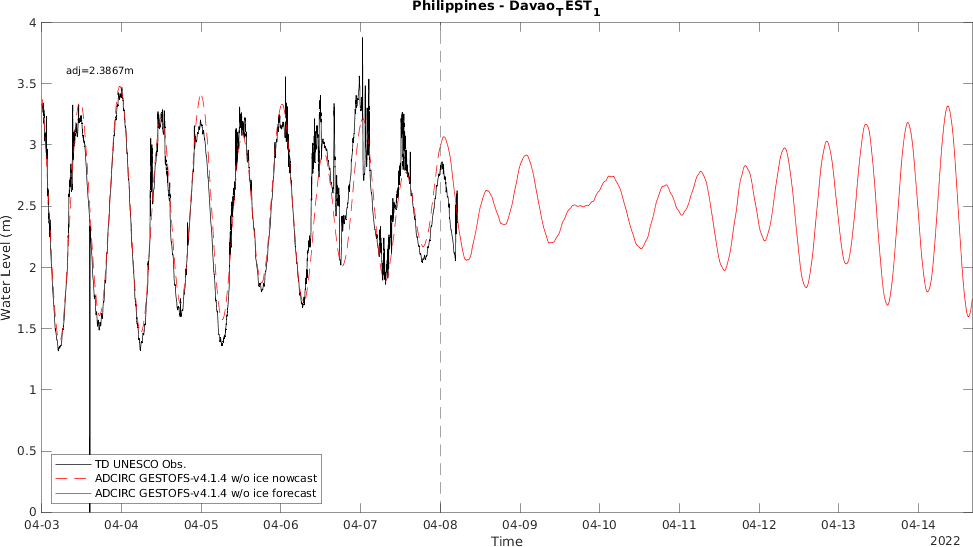 Philippines - Davao_TEST_1
adj=2.3867m
4
3.5
3
2.5
2
1.5
1
0.5
0
Water Level (m)
TD UNESCO Obs.
ADCIRC GESTOFS-v4.1.4 w/o ice nowcast
ADCIRC GESTOFS-v4.1.4 w/o ice forecast
04-03 04-04 04-05 04-06 04-07 04-08 04-09 04-10 04-11 04-12 04-13 04-14
Time
2022